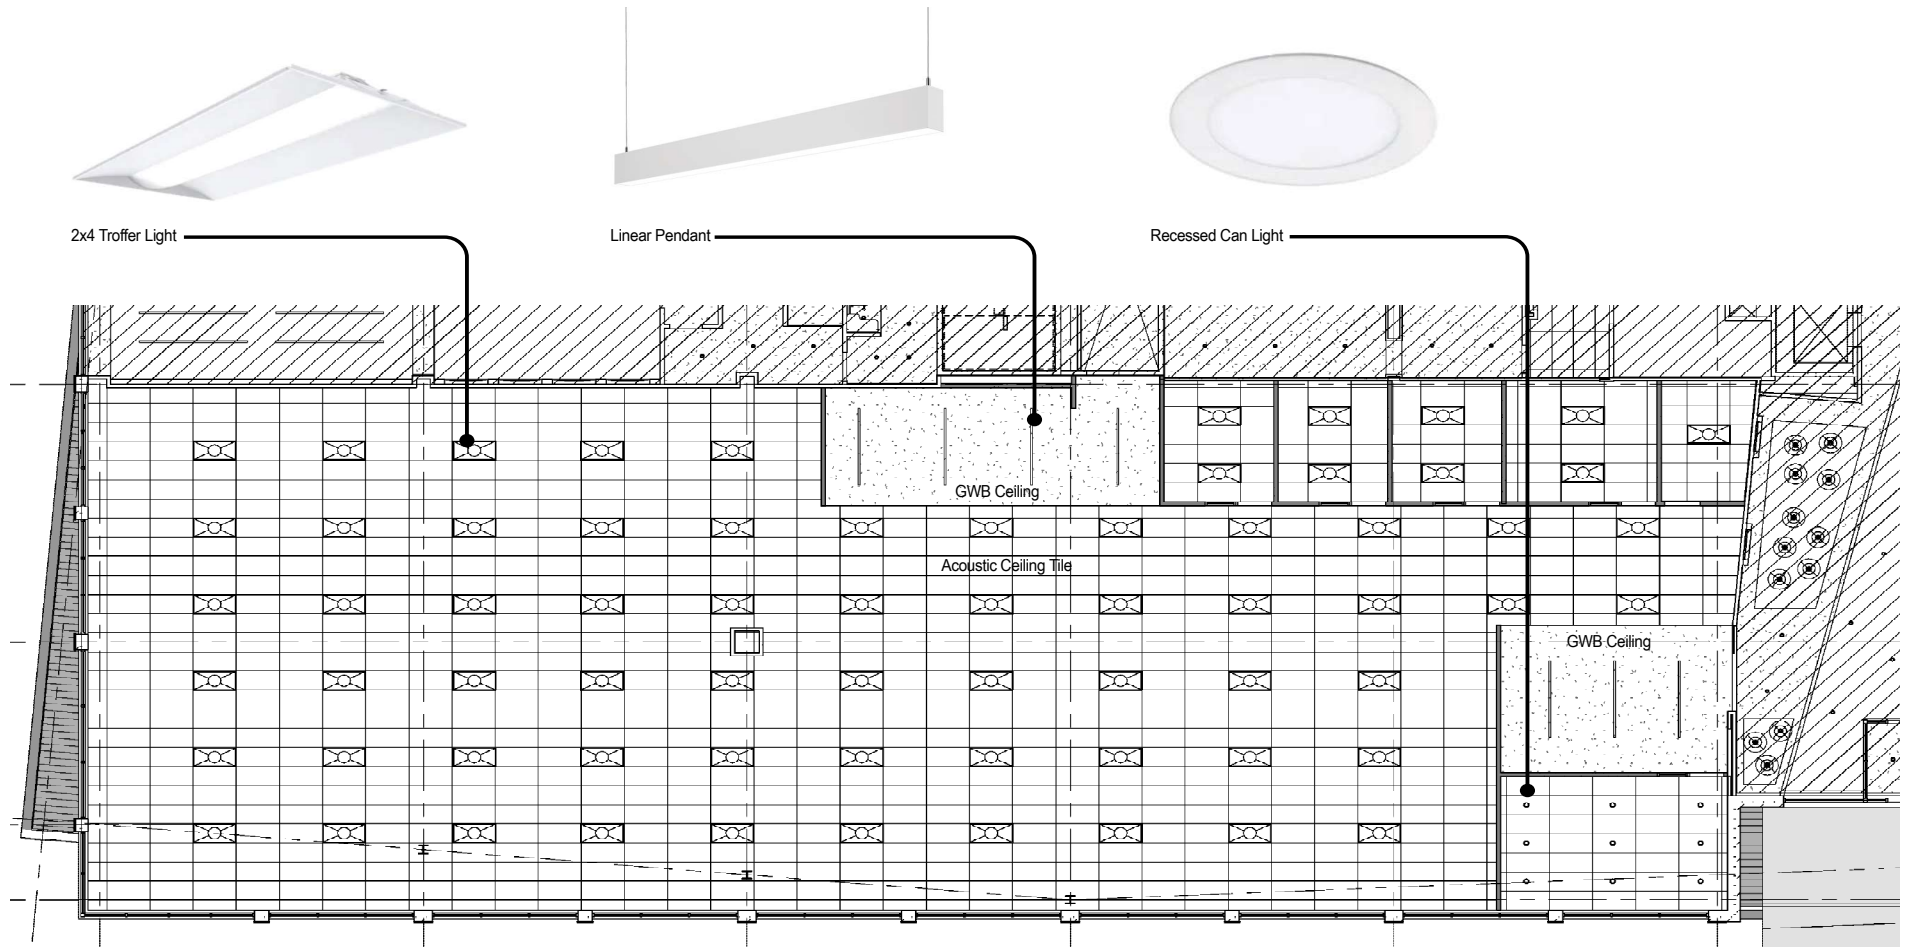 2x4 Troffer Light
Linear Pendant
Recessed Can Light
GWB Ceiling
Acoustic Ceiling Tile
GWB Ceiling